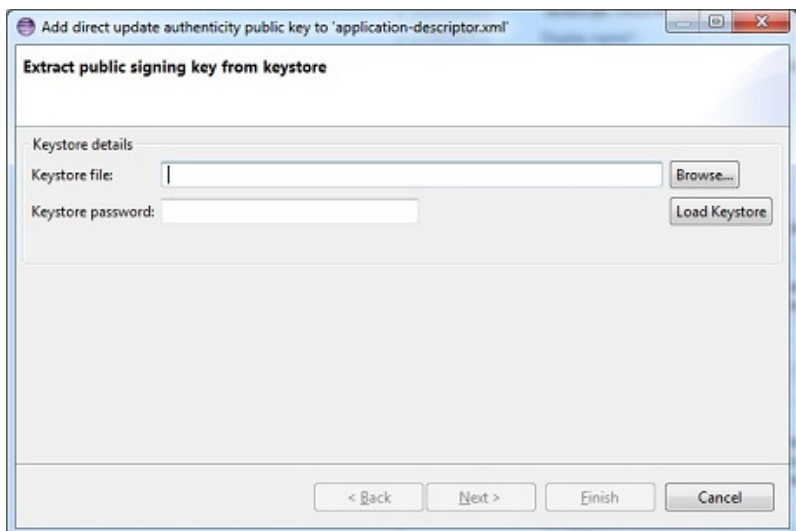 Add direct update authenticity public key to 'application-descriptor.xml'
Extract public signing key from keystore
Keystore details
Keystore file:
Browse...
Keystore password:
Load Keystore
< Back
Next >
Finish
Cancel